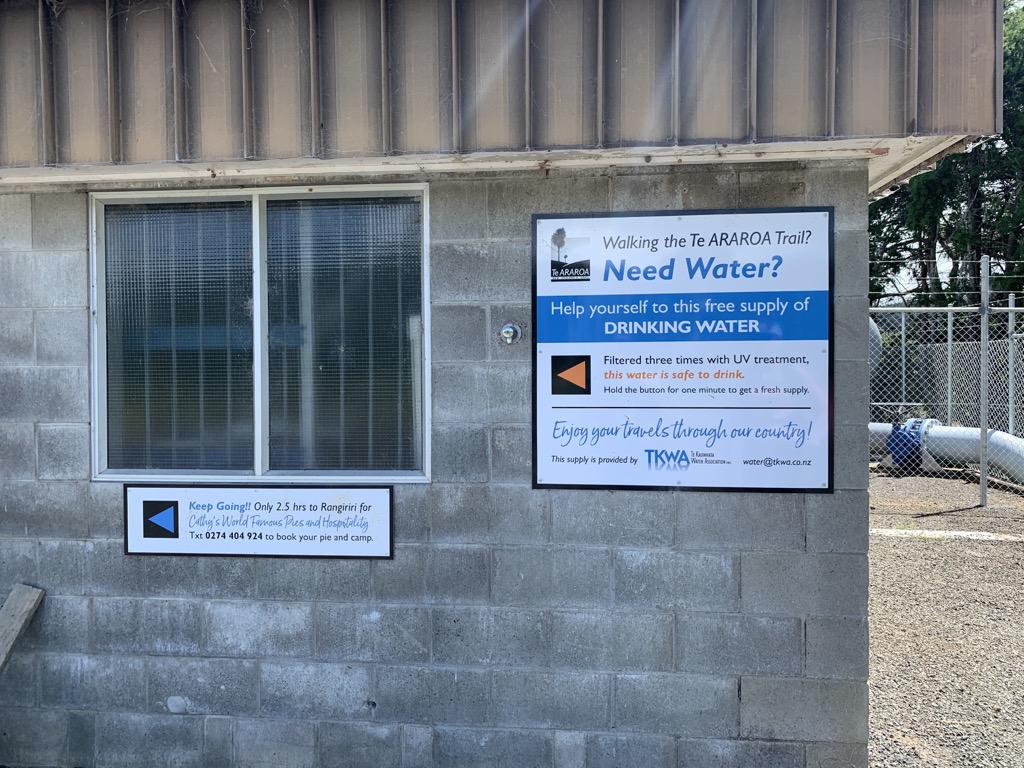 Walking the Te ARAROA Trail?
Need Water?
Te ARAROA
Help yourself to this free supply of
DRINKING WATER
Filtered three times with UV treatment,
this water is safe to drink.
Hold the button for one minute to get a fresh supply.
Enjoy your travels through our country!
This supply is provided by TKWA Te Kauwhata Water Association water@tkwa.co.nz
Keep Going!! Only 2.5 hrs to Rangiriri for
Cathy's World Famous Pies and Hospitality
Txt 0274 404 924 to book your pie and camp.